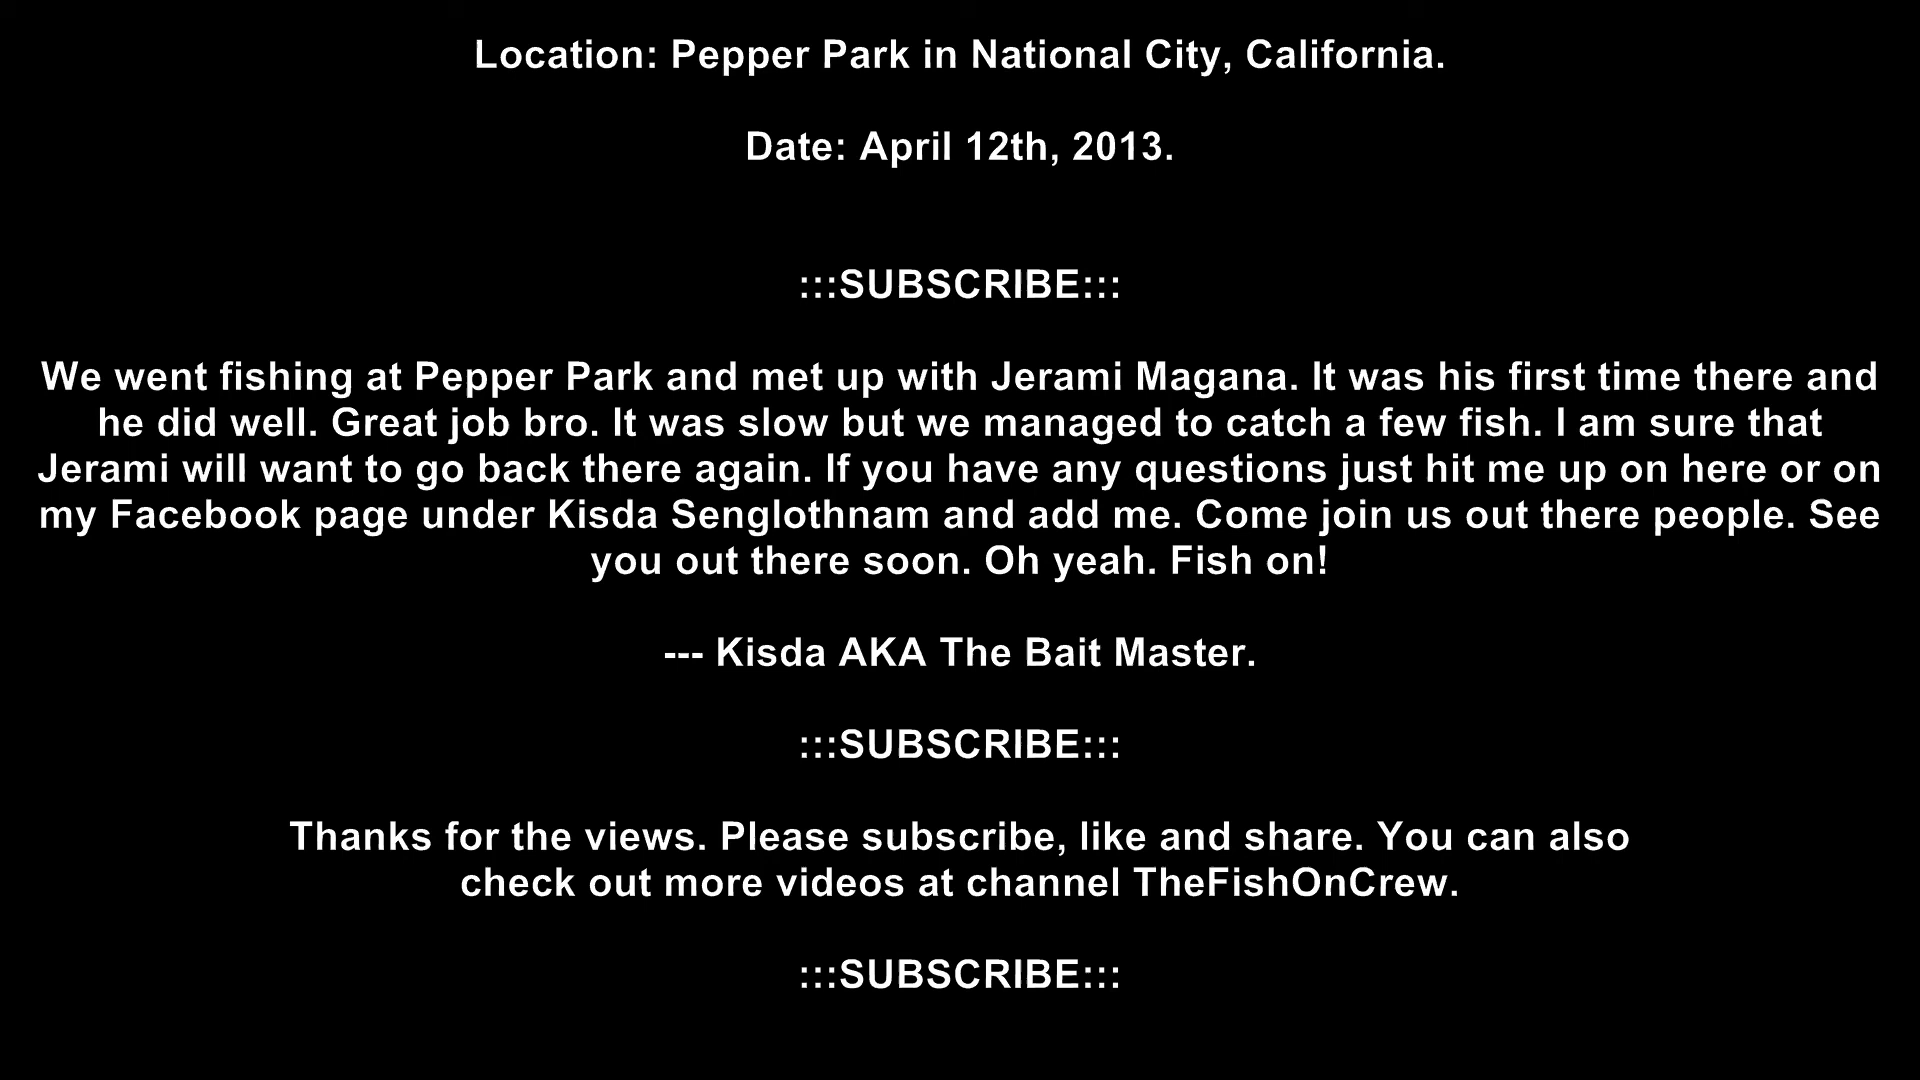 Location: Pepper Park in National City, California.
Date: April 12th, 2013.
:::SUBSCRIBE:::
We went fishing at Pepper Park and met up with Jerami Magana. It was his first time there and
he did well. Great job bro. It was slow but we managed to catch a few fish. I am sure that
Jerami will want to go back there again. If you have any questions just hit me up on here or on
my Facebook page under Kisda Senglothnam and add me. Come join us out there people. See
you out there soon. Oh yeah. Fish on!
--- Kisda AKA The Bait Master.
:::SUBSCRIBE:::
Thanks for the views. Please subscribe, like and share. You can also
check out more videos at channel TheFishOnCrew.
:::SUBSCRIBE:::